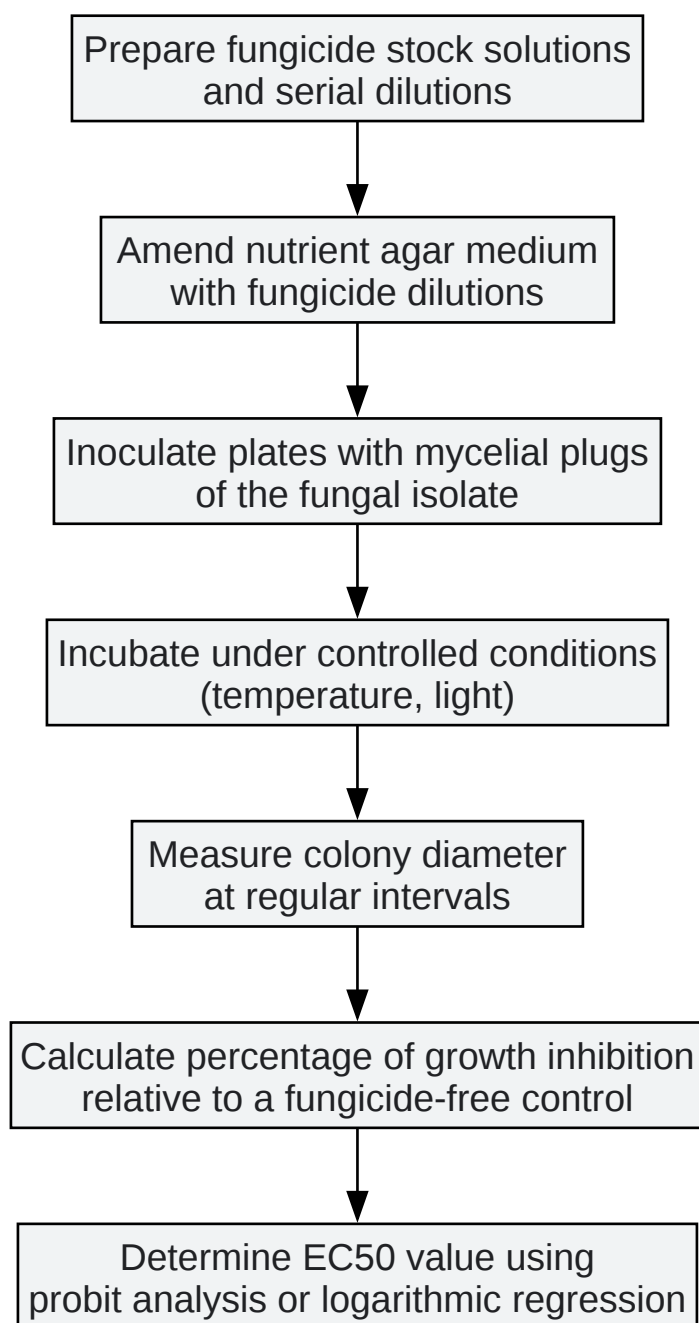 Prepare fungicide stock solutions
and serial dilutions
Amend nutrient agar medium
with fungicide dilutions
Inoculate plates with mycelial plugs
of the fungal isolate
Incubate under controlled conditions
(temperature, light)
Measure colony diameter
at regular intervals
Calculate percentage of growth inhibition
relative to a fungicide-free control
Determine EC50 value using
probit analysis or logarithmic regression